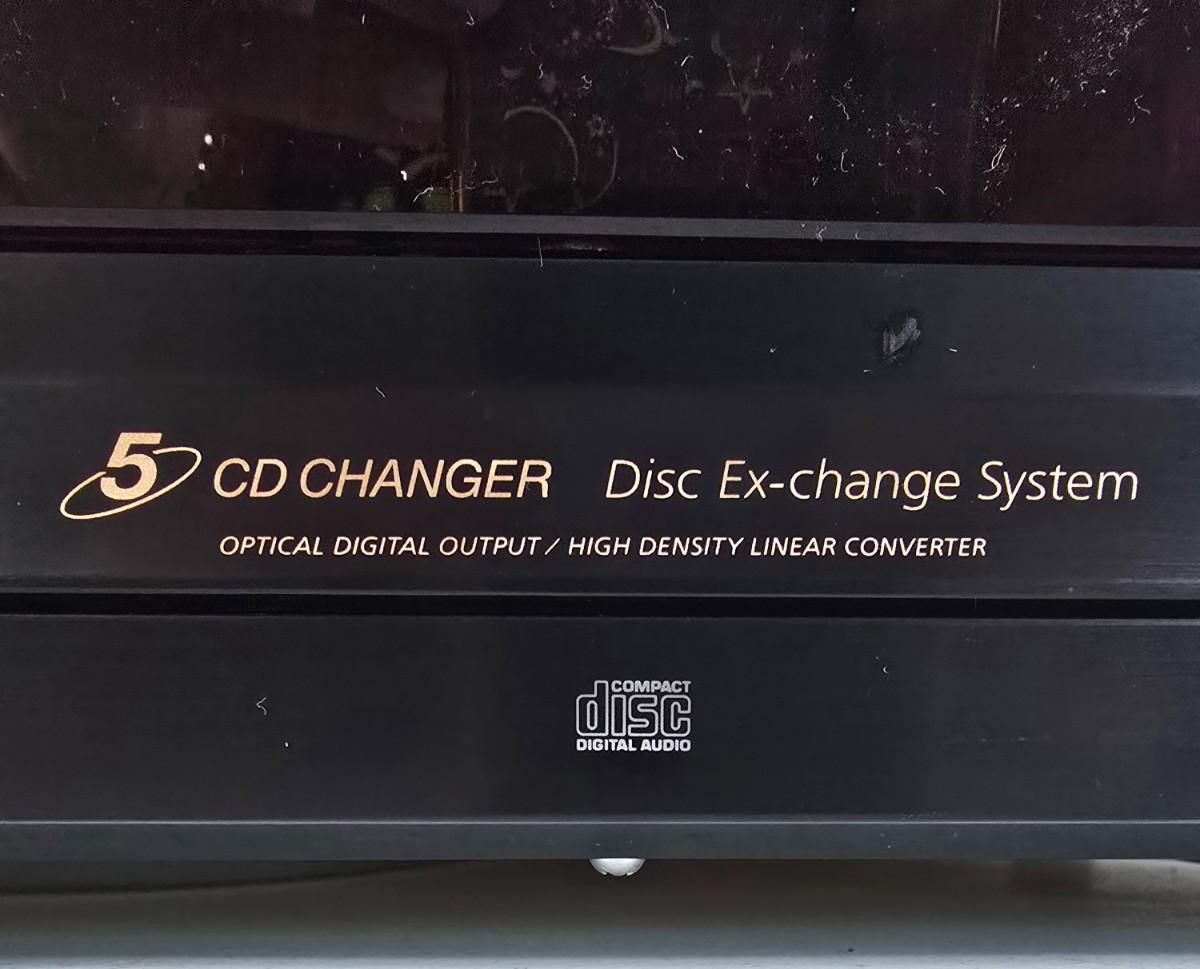 5 CD CHANGER Disc Ex-change System
OPTICAL DIGITAL OUTPUT / HIGH DENSITY LINEAR CONVERTER
COMPACT
disc
DIGITAL AUDIO